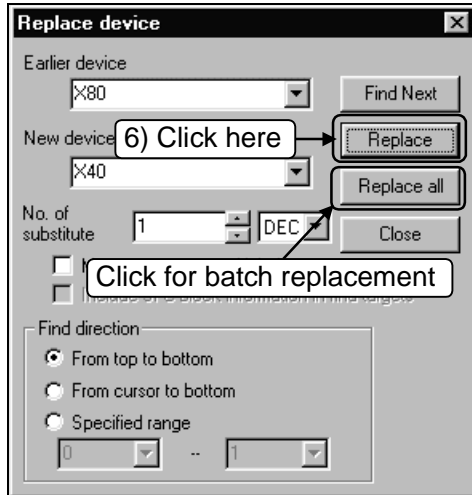 Replace device
Earlier device
X80
Find Next
New device
6) Click here
Replace
X40
Replace all
No. of
substitute
1
DEC
Close
Click for batch replacement
Find direction
From top to bottom
From cursor to bottom
Specified range
0 -- 1